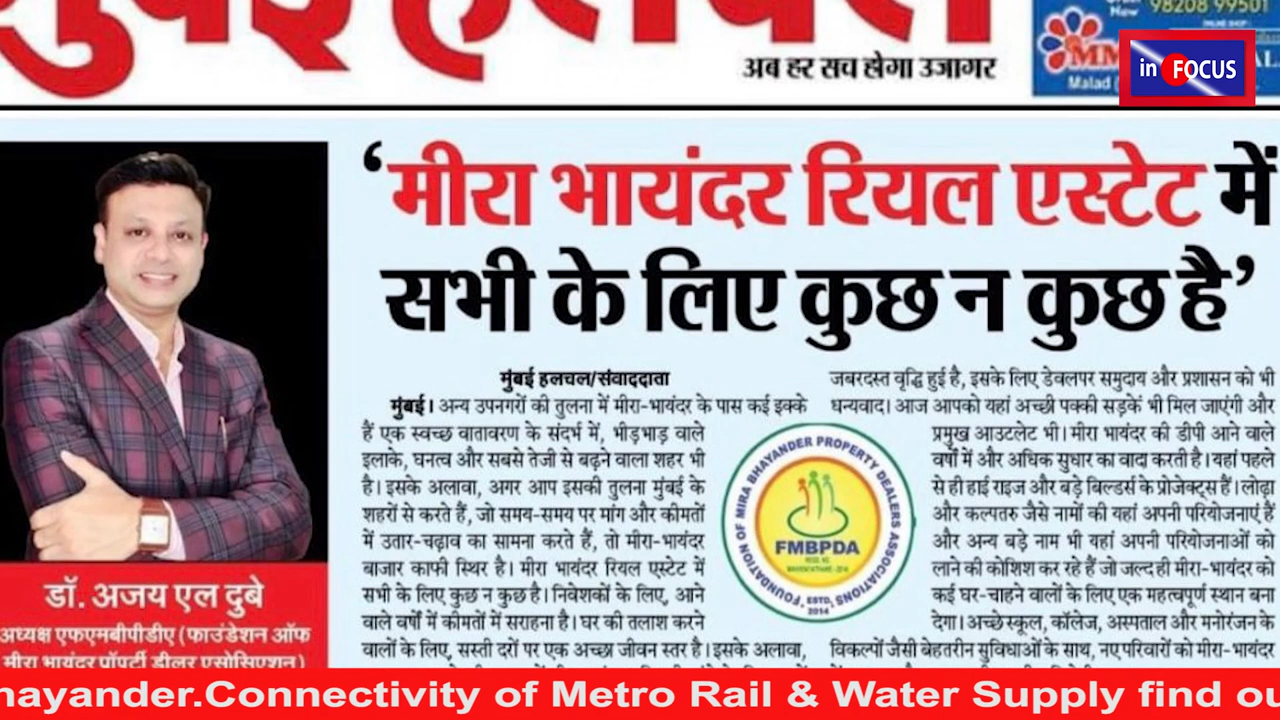 मुंबई हलचल
अब हर सच होगा उजागर
Now 98208 99501
Malad
in FOCUS
‘मीरा भायंदर रियल एस्टेट में
सभी के लिए कुछ न कुछ है’
डॉ. अजय एल दुबे
अध्यक्ष एफएमबीपीडीए (फाउंडेशन ऑफ
मीरा भायंदर प्रॉपर्टी डीलर एसोसिएशन)
मुंबई हलचल/संवाददाता
मुंबई। अन्य उपनगरों की तुलना में मीरा-भायंदर के पास कई इक्के
हैं एक स्वच्छ वातावरण के संदर्भ में, भीड़भाड़ वाले
इलाके, घनत्व और सबसे तेजी से बढ़ने वाला शहर भी
है। इसके अलावा, अगर आप इसकी तुलना मुंबई के
शहरों से करते हैं, जो समय-समय पर मांग और कीमतों
में उतार-चढ़ाव का सामना करते हैं, तो मीरा-भायंदर
बाजार काफी स्थिर है। मीरा भायंदर रियल एस्टेट में
सभी के लिए कुछ न कुछ है। निवेशकों के लिए, आने
वाले वर्षों में कीमतों में सराहना है। घर की तलाश करने
वालों के लिए, सस्ती दरों पर एक अच्छा जीवन स्तर है। इसके अलावा,
FOUNDATION OF MIRA BHAYANDER PROPERTY DEALERS ASSOCIATIONS
FMBPDA
ESTD. 2014
जबरदस्त वृद्धि हुई है, इसके लिए डेवलपर समुदाय और प्रशासन को भी
धन्यवाद। आज आपको यहां अच्छी पक्की सड़कें भी मिल जाएंगी और
प्रमुख आउटलेट भी। मीरा भायंदर की डीपी आने वाले
वर्षों में और अधिक सुधार का वादा करती है। यहां पहले
से ही हाई राइज और बड़े बिल्डर्स के प्रोजेक्ट्स हैं। लोढ़ा
और कल्पतरु जैसे नामों की यहां अपनी परियोजनाएं हैं
और अन्य बड़े नाम भी यहां अपनी परियोजनाओं को
लाने की कोशिश कर रहे हैं जो जल्द ही मीरा-भायंदर को
कई घर-चाहने वालों के लिए एक महत्वपूर्ण स्थान बना
देगा। अच्छे स्कूल, कॉलेज, अस्पताल और मनोरंजन के
विकल्पों जैसी बेहतरीन सुविधाओं के साथ, नए परिवारों को मीरा-भायंदर
hayander.Connectivity of Metro Rail & Water Supply find ou